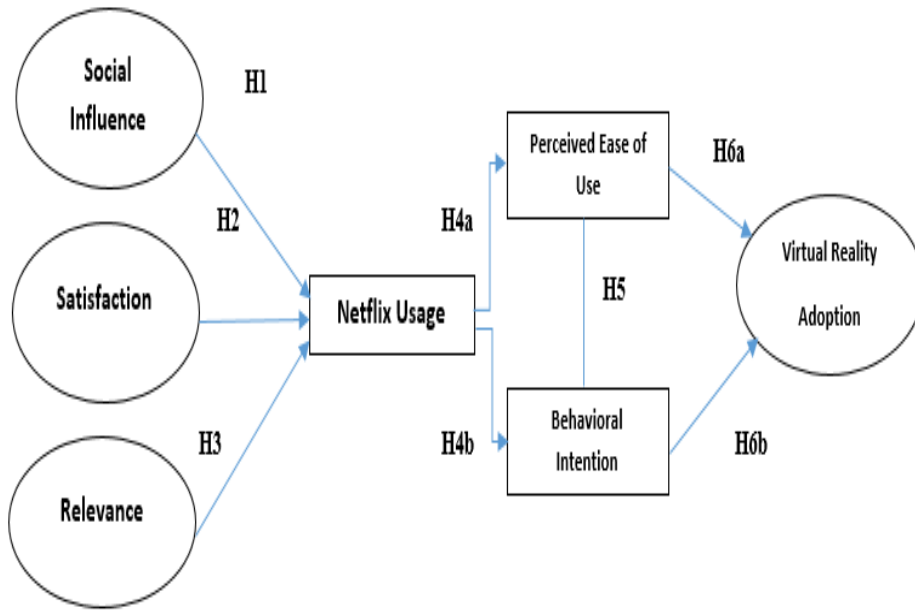 Social
Influence
H1
H2
Satisfaction
H3
Relevance
Netflix Usage
H4a
H4b
Perceived Ease of
Use
H5
Behavioral
Intention
H6a
H6b
Virtual Reality
Adoption